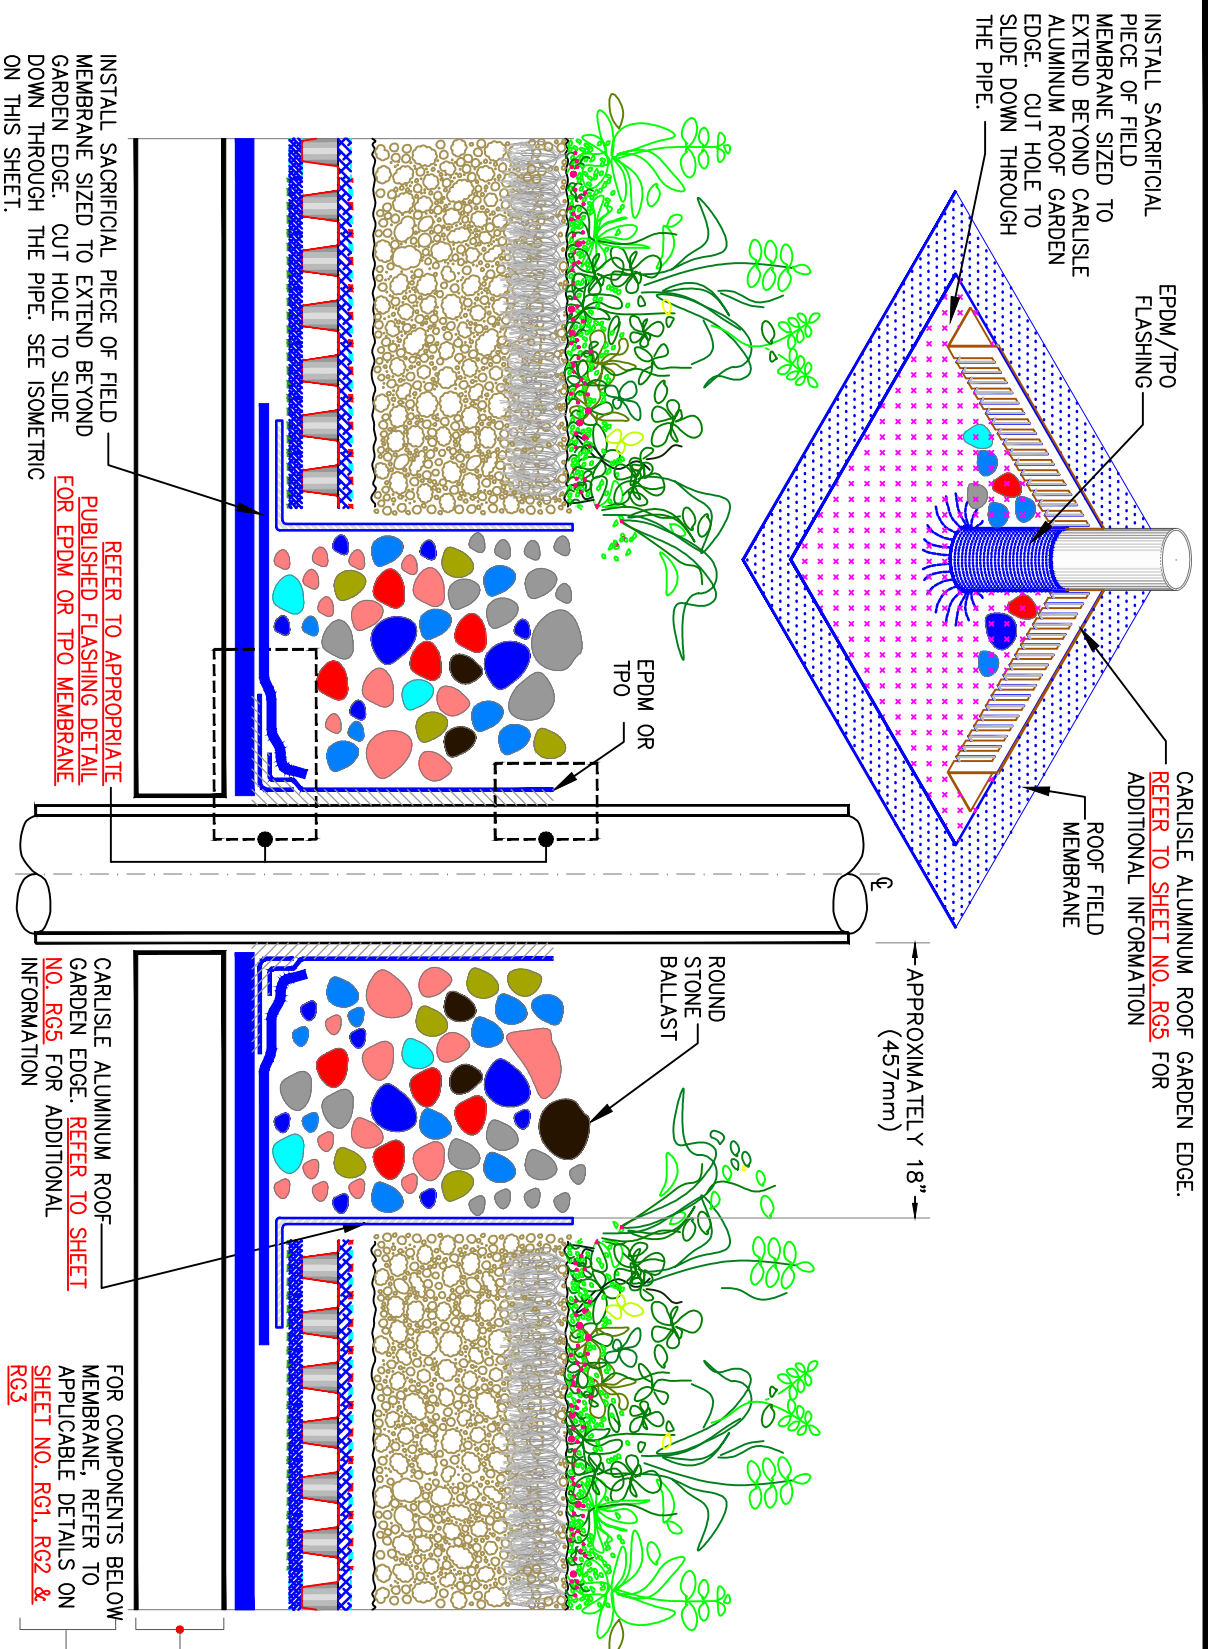 INSTALL SACRIFICIAL
PIECE OF FIELD
MEMBRANE SIZED TO
EXTEND BEYOND CARLISLE
ALUMINUM ROOF GARDEN
EDGE. CUT HOLE TO
SLIDE DOWN THROUGH
THE PIPE.
EPDM/TPO
FLASHING
CARLISLE ALUMINUM ROOF GARDEN EDGE.
REFER TO SHEET NO. RG5 FOR
ADDITIONAL INFORMATION
ROOF FIELD
MEMBRANE
℄
APPROXIMATELY 18"
(457mm)
EPDM OR
TPO
ROUND
STONE
BALLAST
INSTALL SACRIFICIAL PIECE OF FIELD
MEMBRANE SIZED TO EXTEND BEYOND
GARDEN EDGE. CUT HOLE TO SLIDE
DOWN THROUGH THE PIPE. SEE ISOMETRIC
ON THIS SHEET.
REFER TO APPROPRIATE
PUBLISHED FLASHING DETAIL
FOR EPDM OR TPO MEMBRANE
CARLISLE ALUMINUM ROOF
GARDEN EDGE. REFER TO SHEET
NO. RG5 FOR ADDITIONAL
INFORMATION
FOR COMPONENTS BELOW
MEMBRANE, REFER TO
APPLICABLE DETAILS ON
SHEET NO. RG1, RG2 &
RG3